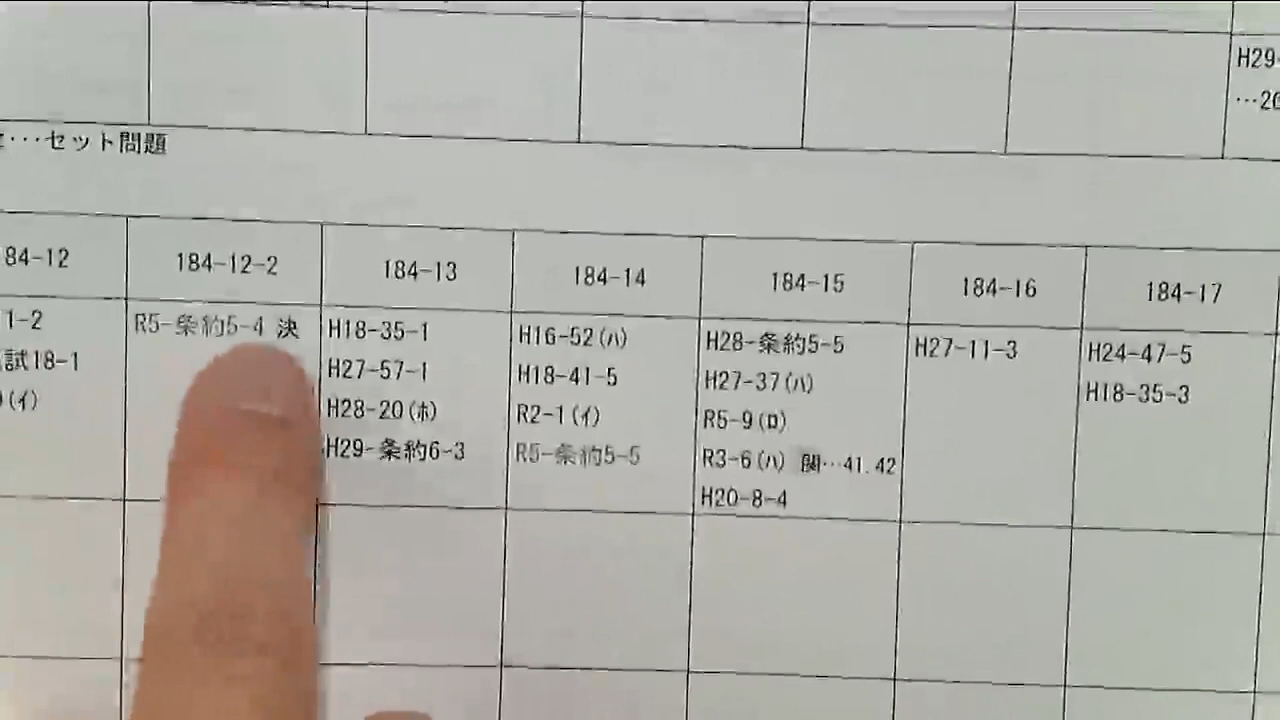 H29-
…26
…セット問題
84-12
184-12-2
184-13
184-14
184-15
184-16
184-17
1-2
試18-1
(イ)
R5-条約5-4 決
H18-35-1
H27-57-1
H28-20(ホ)
H29-条約6-3
H16-52(ハ)
H18-41-5
R2-1(イ)
R5-条約5-5
H28-条約5-5
H27-37(ハ)
R5-9(ロ)
R3-6(ハ) 関…41.42
H20-8-4
H27-11-3
H24-47-5
H18-35-3